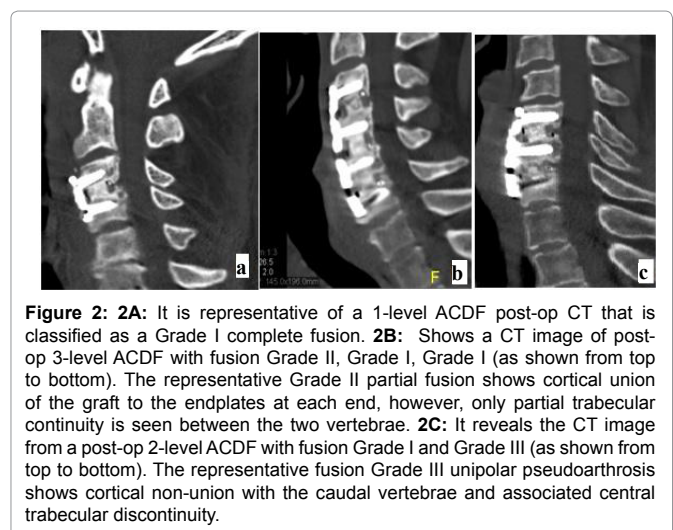 a
b
c
F
2.0
145.0x196.0mm
Figure 2: 2A: It is representative of a 1-level ACDF post-op CT that is
classified as a Grade I complete fusion. 2B: Shows a CT image of post-
op 3-level ACDF with fusion Grade II, Grade I, Grade I (as shown from top
to bottom). The representative Grade II partial fusion shows cortical union
of the graft to the endplates at each end, however, only partial trabecular
continuity is seen between the two vertebrae. 2C: It reveals the CT image
from a post-op 2-level ACDF with fusion Grade I and Grade III (as shown from
top to bottom). The representative fusion Grade III unipolar pseudoarthrosis
shows cortical non-union with the caudal vertebrae and associated central
trabecular discontinuity.